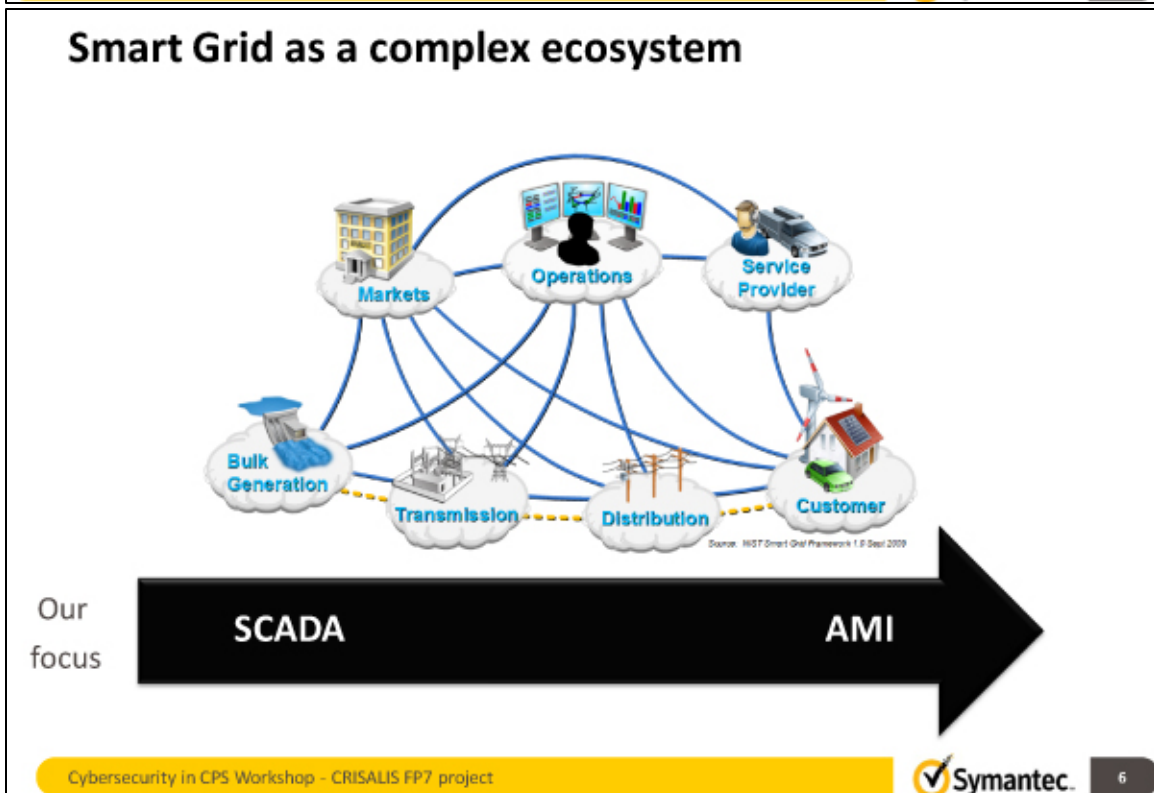 Smart Grid as a complex ecosystem
Markets
Operations
Service
Provider
Bulk
Generation
Transmission
Distribution
Customer
Source: NIST Smart Grid Framework 1.0 Sept 2009
Our
focus
SCADA
AMI
Cybersecurity in CPS Workshop - CRISALIS FP7 project
Symantec.
6